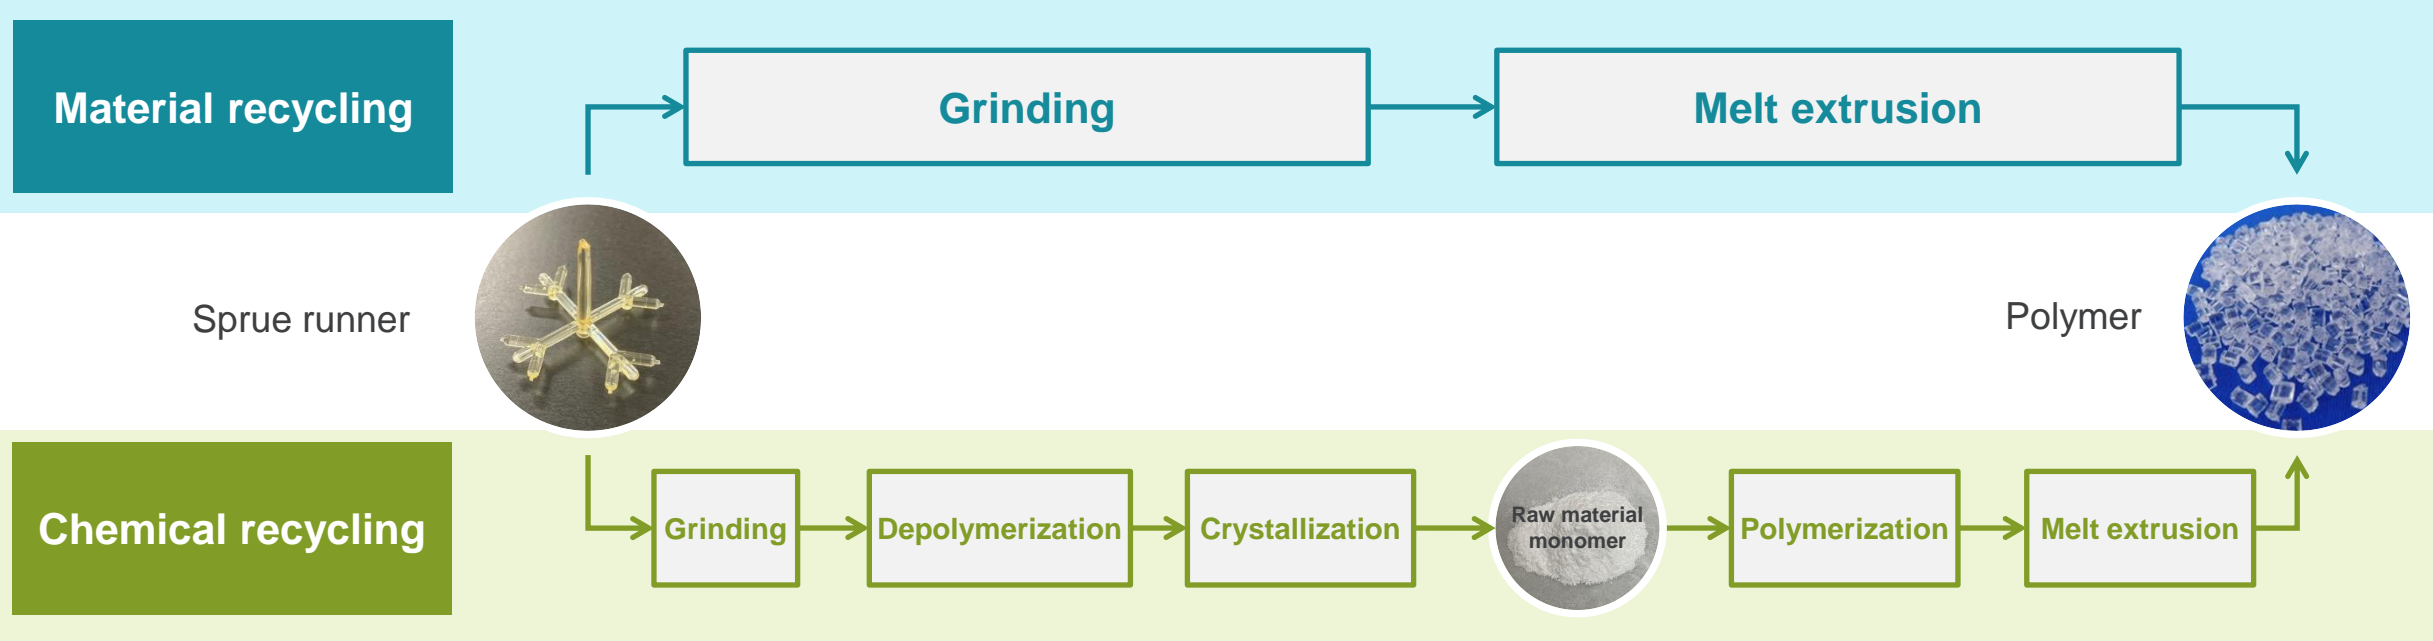 Material recycling
Grinding
Melt extrusion
Sprue runner
Polymer
Chemical recycling
Grinding
Depolymerization
Crystallization
Raw material
monomer
Polymerization
Melt extrusion